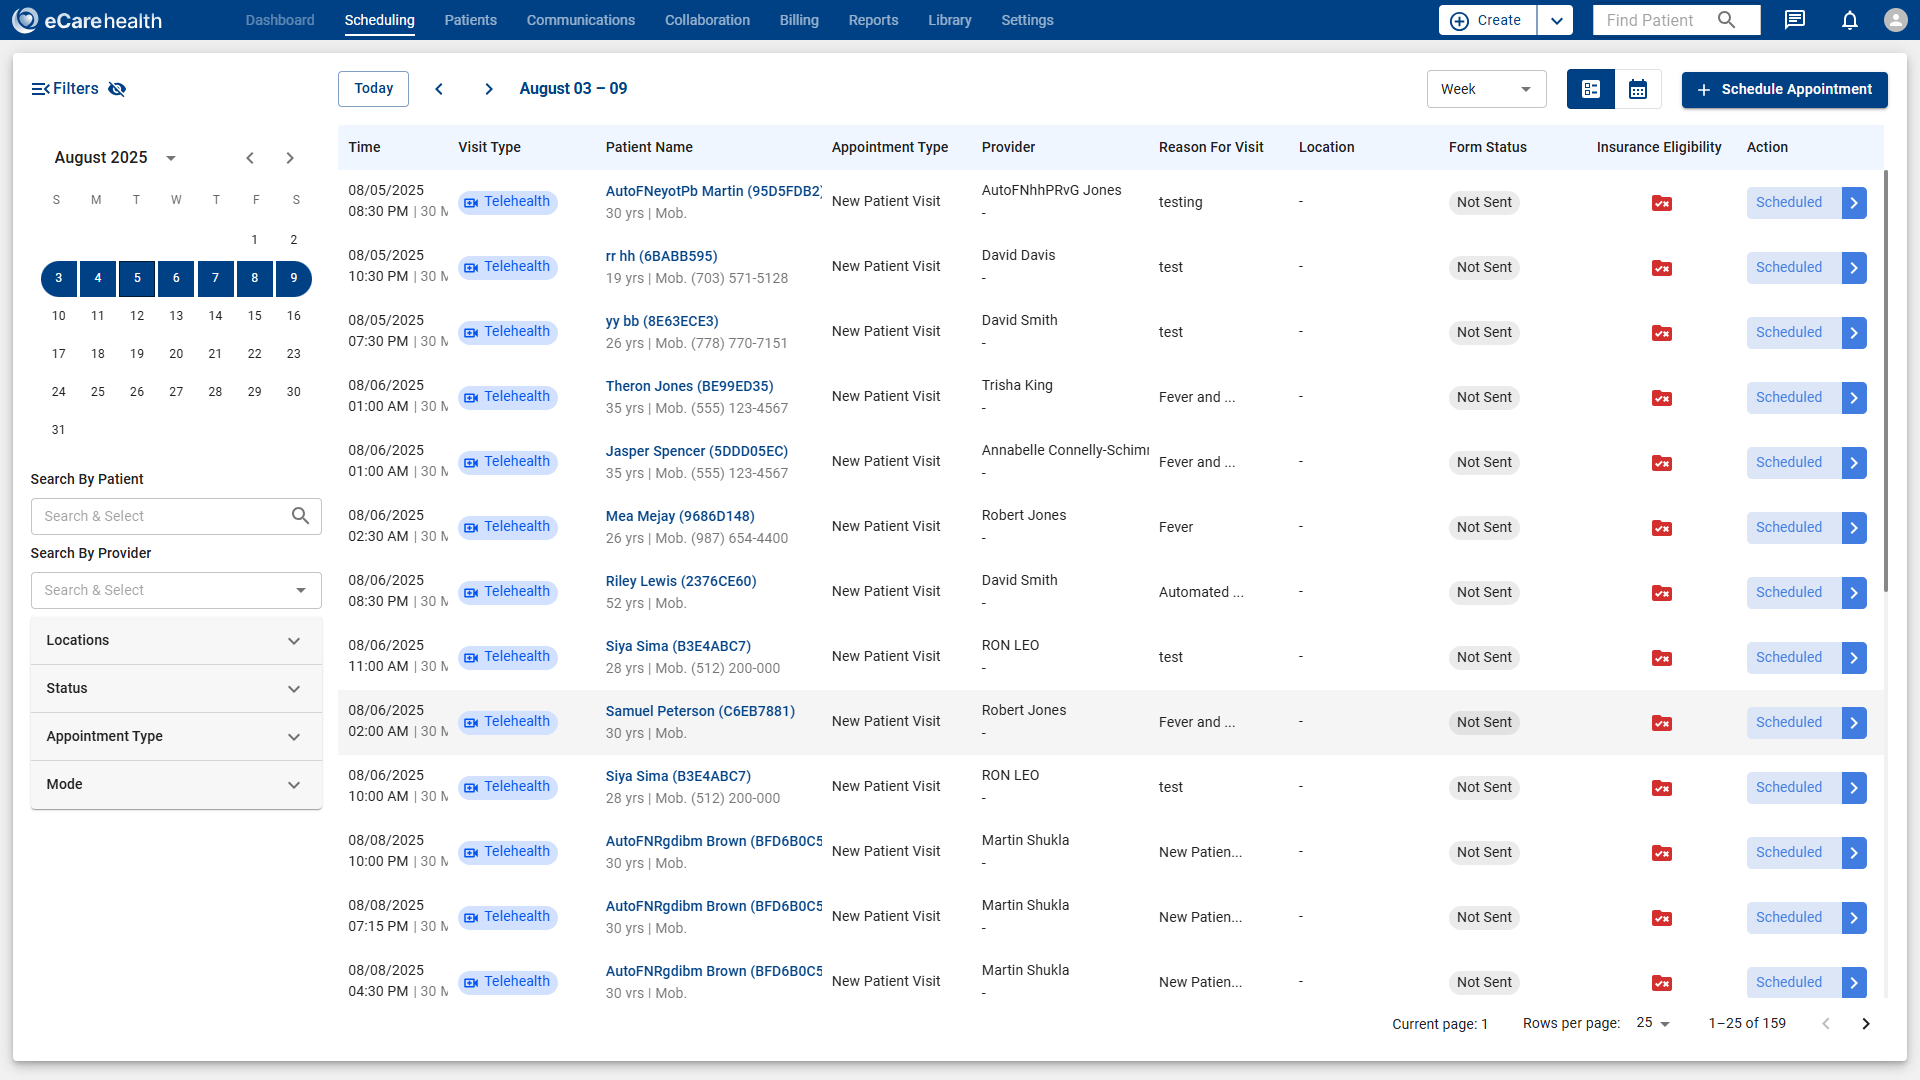 eCarehealth
Dashboard Scheduling Patients Communications Collaboration Billing Reports Library Settings
Create
Find Patient
Filters
Today
August 03 – 09
Week
Schedule Appointment
August 2025
S M T W T F S
1 2
3 4 5 6 7 8 9
10 11 12 13 14 15 16
17 18 19 20 21 22 23
24 25 26 27 28 29 30
31
Search By Patient
Search & Select
Search By Provider
Search & Select
Locations
Status
Appointment Type
Mode
Time Visit Type Patient Name Appointment Type Provider Reason For Visit Location Form Status Insurance Eligibility Action
08/05/2025 Telehealth AutoFNeyotPb Martin (95D5FDB2) New Patient Visit AutoFNhhPRvG Jones testing - Not Sent Scheduled
08:30 PM | 30 M 30 yrs | Mob. -
08/05/2025 Telehealth rr hh (6BABB595) New Patient Visit David Davis test - Not Sent Scheduled
10:30 PM | 30 M 19 yrs | Mob. (703) 571-5128 -
08/05/2025 Telehealth yy bb (8E63ECE3) New Patient Visit David Smith test - Not Sent Scheduled
07:30 PM | 30 M 26 yrs | Mob. (778) 770-7151 -
08/06/2025 Telehealth Theron Jones (BE99ED35) New Patient Visit Trisha King Fever and ... - Not Sent Scheduled
01:00 AM | 30 M 35 yrs | Mob. (555) 123-4567 -
08/06/2025 Telehealth Jasper Spencer (5DDD05EC) New Patient Visit Annabelle Connelly-Schimm Fever and ... - Not Sent Scheduled
01:00 AM | 30 M 35 yrs | Mob. (555) 123-4567 -
08/06/2025 Telehealth Mea Mejay (9686D148) New Patient Visit Robert Jones Fever - Not Sent Scheduled
02:30 AM | 30 M 26 yrs | Mob. (987) 654-4400 -
08/06/2025 Telehealth Riley Lewis (2376CE60) New Patient Visit David Smith Automated ... - Not Sent Scheduled
08:30 PM | 30 M 52 yrs | Mob. -
08/06/2025 Telehealth Siya Sima (B3E4ABC7) New Patient Visit RON LEO test - Not Sent Scheduled
11:00 AM | 30 M 28 yrs | Mob. (512) 200-000 -
08/06/2025 Telehealth Samuel Peterson (C6EB7881) New Patient Visit Robert Jones Fever and ... - Not Sent Scheduled
02:00 AM | 30 M 30 yrs | Mob. -
08/06/2025 Telehealth Siya Sima (B3E4ABC7) New Patient Visit RON LEO test - Not Sent Scheduled
10:00 AM | 30 M 28 yrs | Mob. (512) 200-000 -
08/08/2025 Telehealth AutoFNRgdibm Brown (BFD6B0C5 New Patient Visit Martin Shukla New Patien... - Not Sent Scheduled
10:00 PM | 30 M 30 yrs | Mob. -
08/08/2025 Telehealth AutoFNRgdibm Brown (BFD6B0C5 New Patient Visit Martin Shukla New Patien... - Not Sent Scheduled
07:15 PM | 30 M 30 yrs | Mob. -
08/08/2025 Telehealth AutoFNRgdibm Brown (BFD6B0C5 New Patient Visit Martin Shukla New Patien... - Not Sent Scheduled
04:30 PM | 30 M 30 yrs | Mob. -
Current page: 1 Rows per page: 25 1–25 of 159